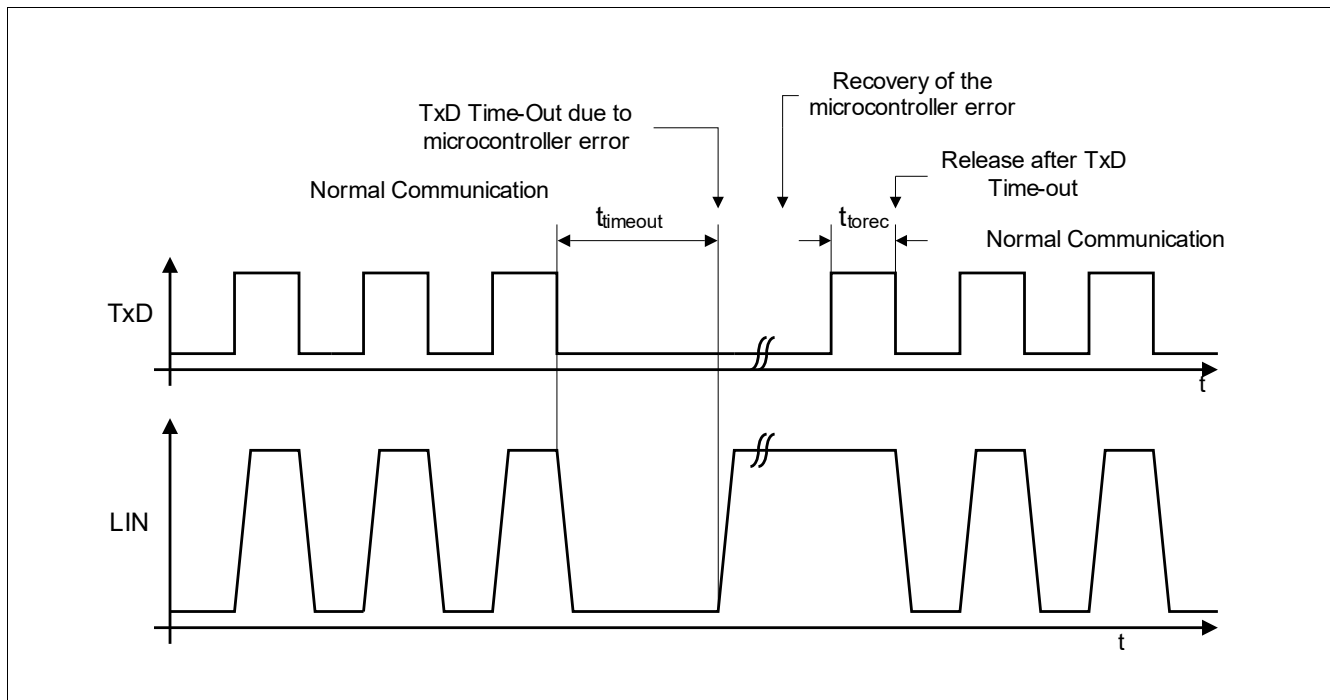 Recovery of the
microcontroller error
TxD Time-Out due to
microcontroller error
Release after TxD
Time-out
Normal Communication
ttimeout
ttorec
Normal Communication
TxD
t
LIN
t